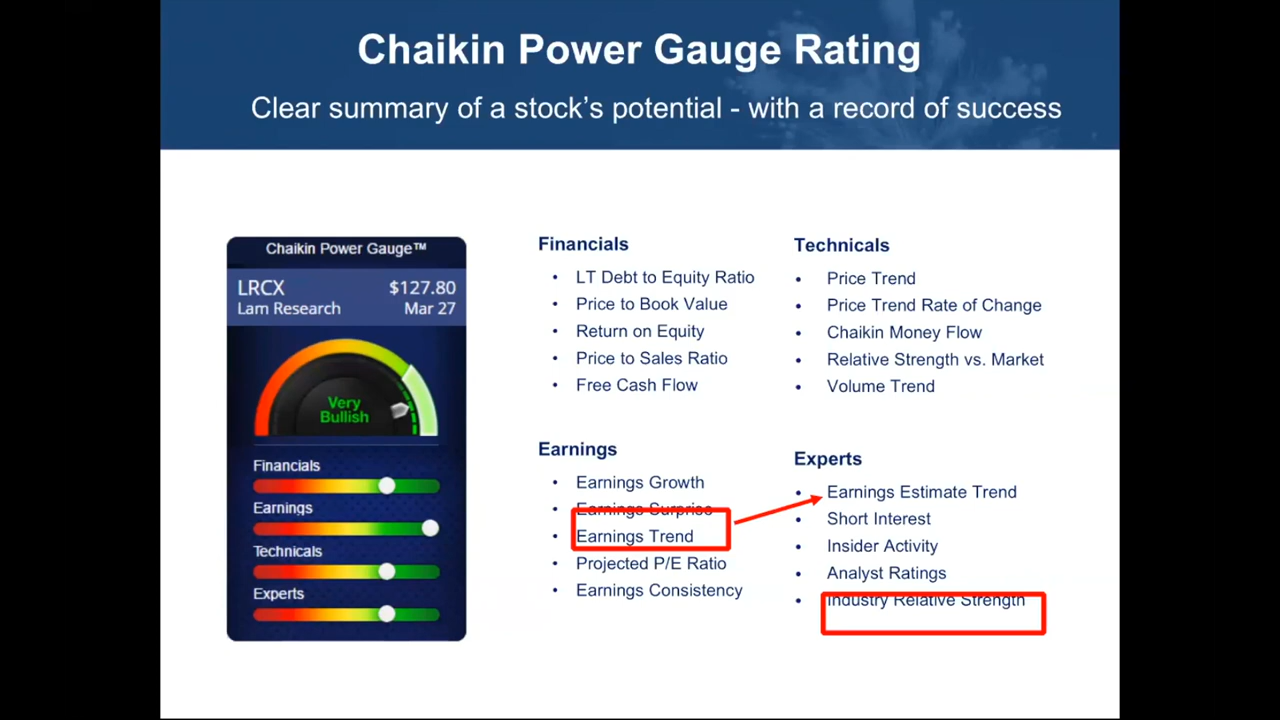 Chaikin Power Gauge Rating
Clear summary of a stock's potential - with a record of success
Chaikin Power Gauge™
LRCX $127.80
Lam Research Mar 27
Very
Bullish
Financials
Earnings
Technicals
Experts
Financials
• LT Debt to Equity Ratio
• Price to Book Value
• Return on Equity
• Price to Sales Ratio
• Free Cash Flow
Technicals
• Price Trend
• Price Trend Rate of Change
• Chaikin Money Flow
• Relative Strength vs. Market
• Volume Trend
Earnings
• Earnings Growth
• Earnings Surprise
• Earnings Trend
• Projected P/E Ratio
• Earnings Consistency
Experts
• Earnings Estimate Trend
• Short Interest
• Insider Activity
• Analyst Ratings
• Industry Relative Strength